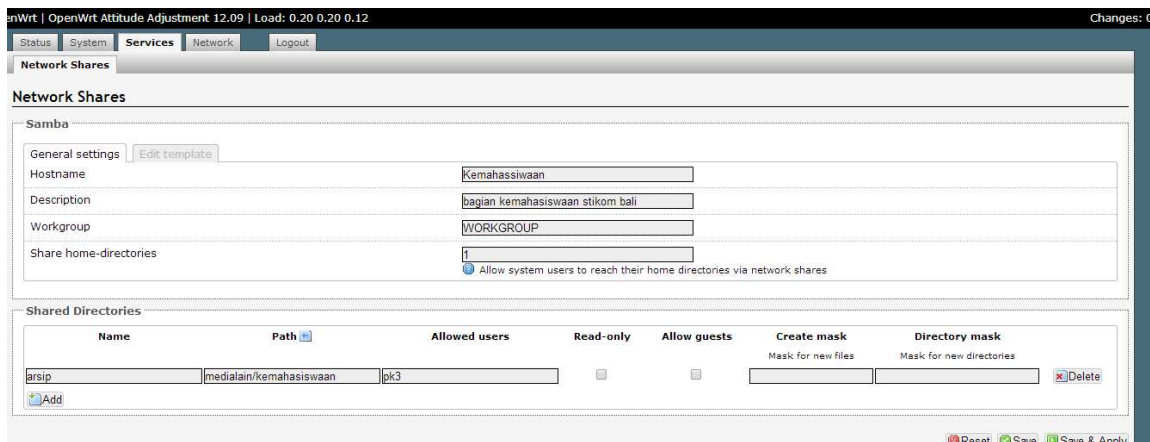 enWrt | OpenWrt Attitude Adjustment 12.09 | Load: 0.20 0.20 0.12 Changes: 0
Status System Services Network Logout
Network Shares
Network Shares
Samba
General settings Edit template
Hostname Kemahassiwaan
Description bagian kemahasiswaan stikom bali
Workgroup WORKGROUP
Share home-directories 1
Allow system users to reach their home directories via network shares
Shared Directories
Name Path Allowed users Read-only Allow guests Create mask Directory mask
Mask for new files Mask for new directories
arsip medialain/kemahasiswaan pk3 Delete
Add
Reset Save Save & Apply